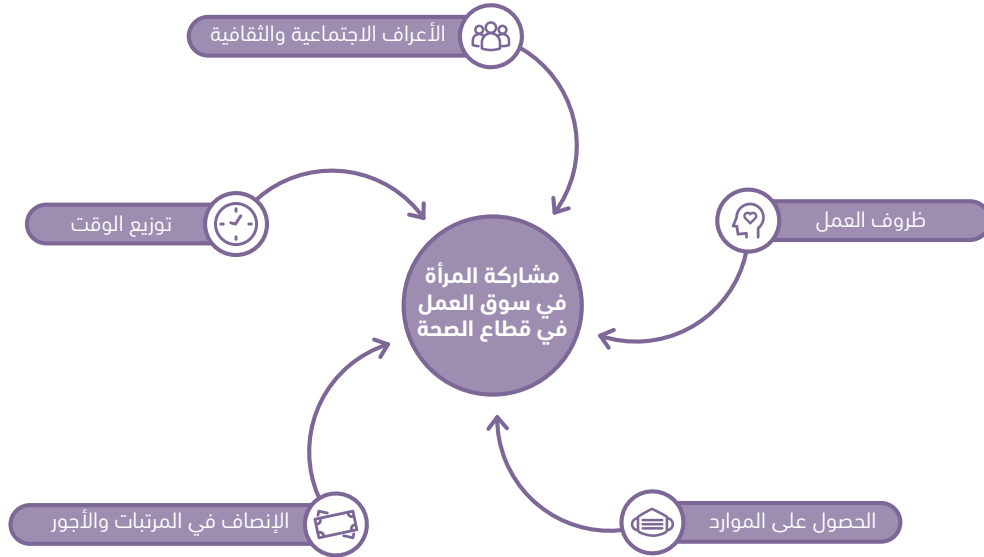 الأعراف الاجتماعية والثقافية
ظروف العمل
توزيع الوقت
مشاركة المرأة
في سوق العمل
في قطاع الصحة
الحصول على الموارد
الإنصاف في المرتبات والأجور